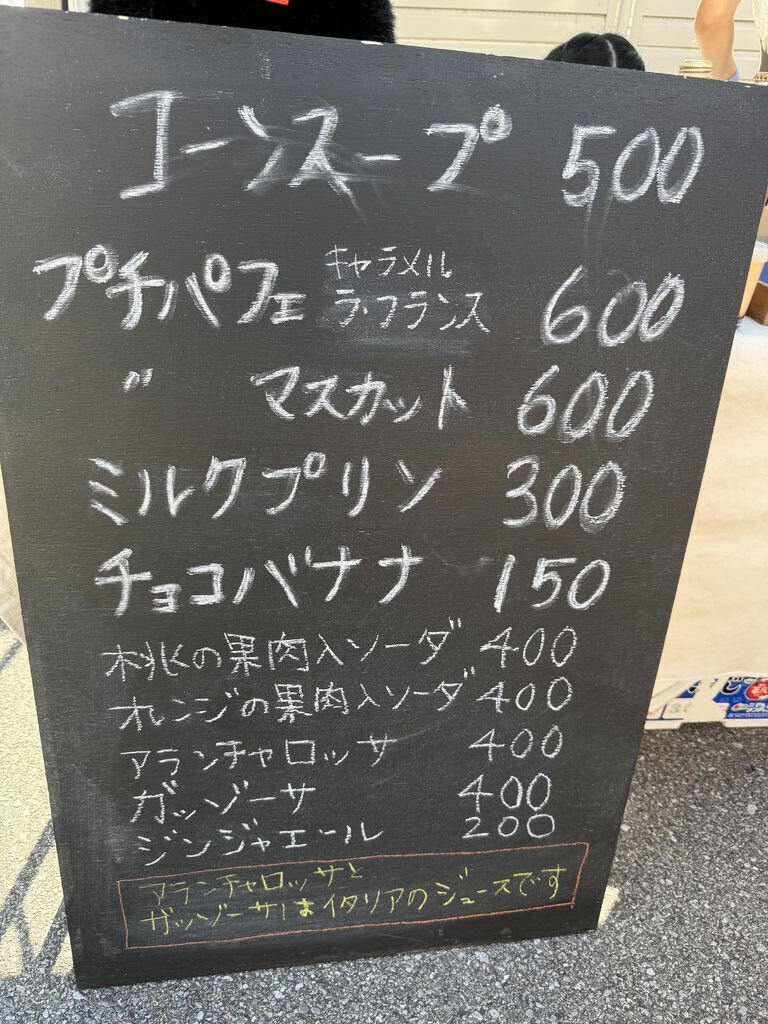 コーンスープ 500
プチパフェ キャラメル ラ・フランス 600
〃 マスカット 600
ミルクプリン 300
チョコバナナ 150
桃の果肉入ソーダ 400
オレンジの果肉入ソーダ 400
アランチャロッサ 400
ガッゾーサ 400
ジンジャエール 200
アランチャロッサと
ガッゾーサはイタリアのジュースです